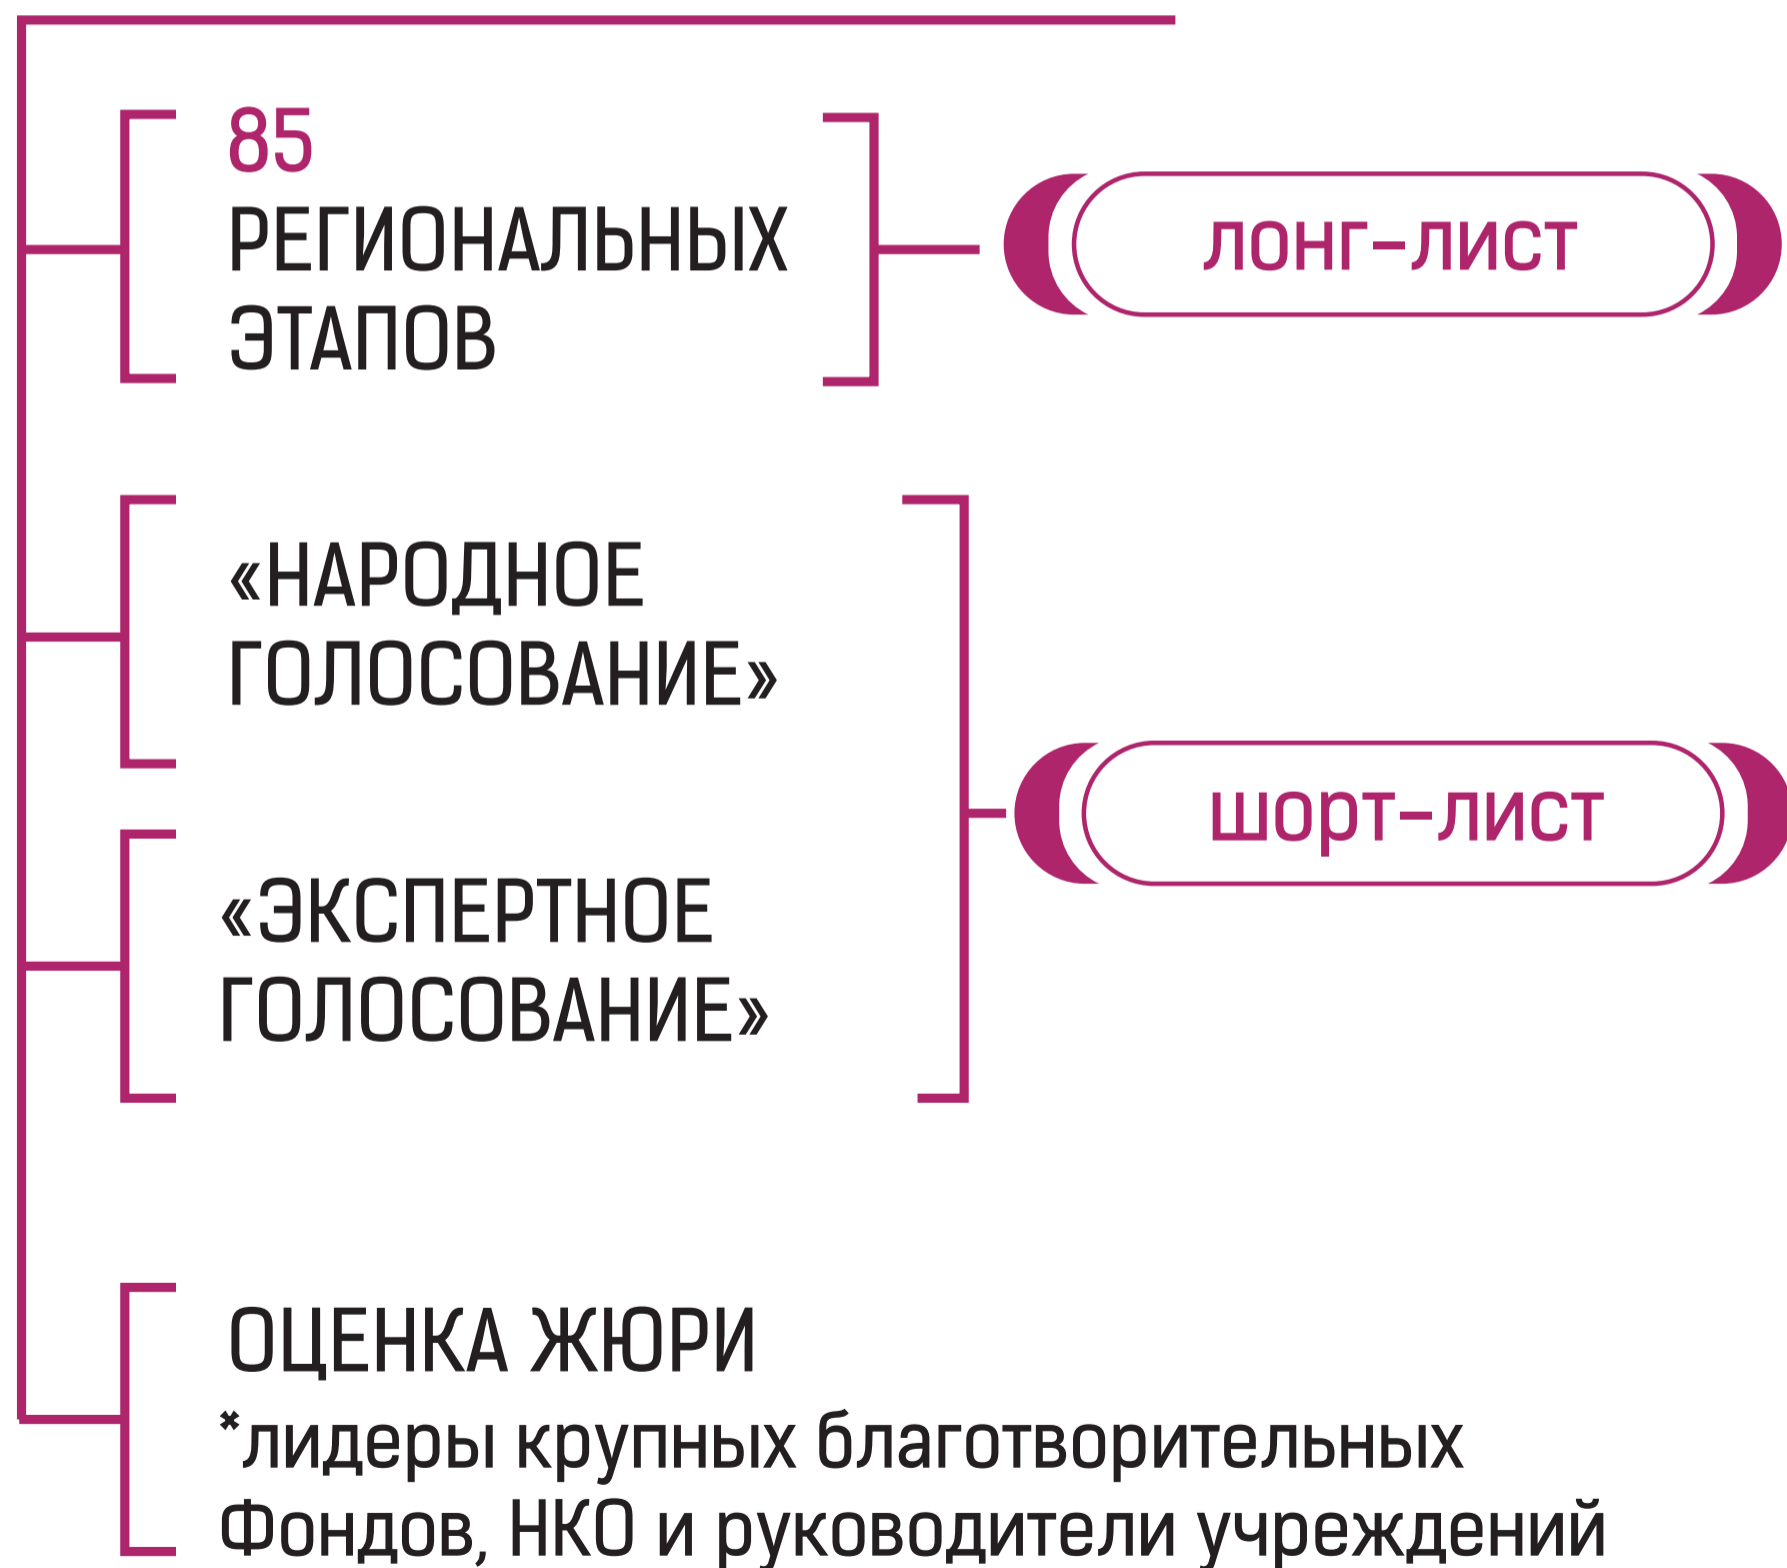 85
РЕГИОНАЛЬНЫХ
ЭТАПОВ
ЛОНГ-ЛИСТ
«НАРОДНОЕ
ГОЛОСОВАНИЕ»
ШОРТ-ЛИСТ
«ЭКСПЕРТНОЕ
ГОЛОСОВАНИЕ»
ОЦЕНКА ЖЮРИ
*лидеры крупных благотворительных
Фондов, НКО и руководители учреждений